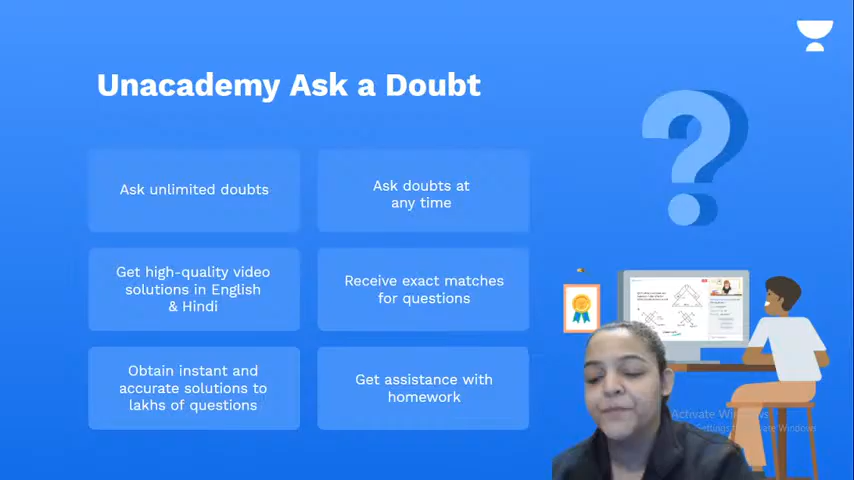 Unacademy Ask a Doubt
Ask unlimited doubts
Ask doubts at
any time
Get high-quality video
solutions in English
& Hindi
Receive exact matches
for questions
Obtain instant and
accurate solutions to
lakhs of questions
Get assistance with
homework
Activate Windows
Settings Windows